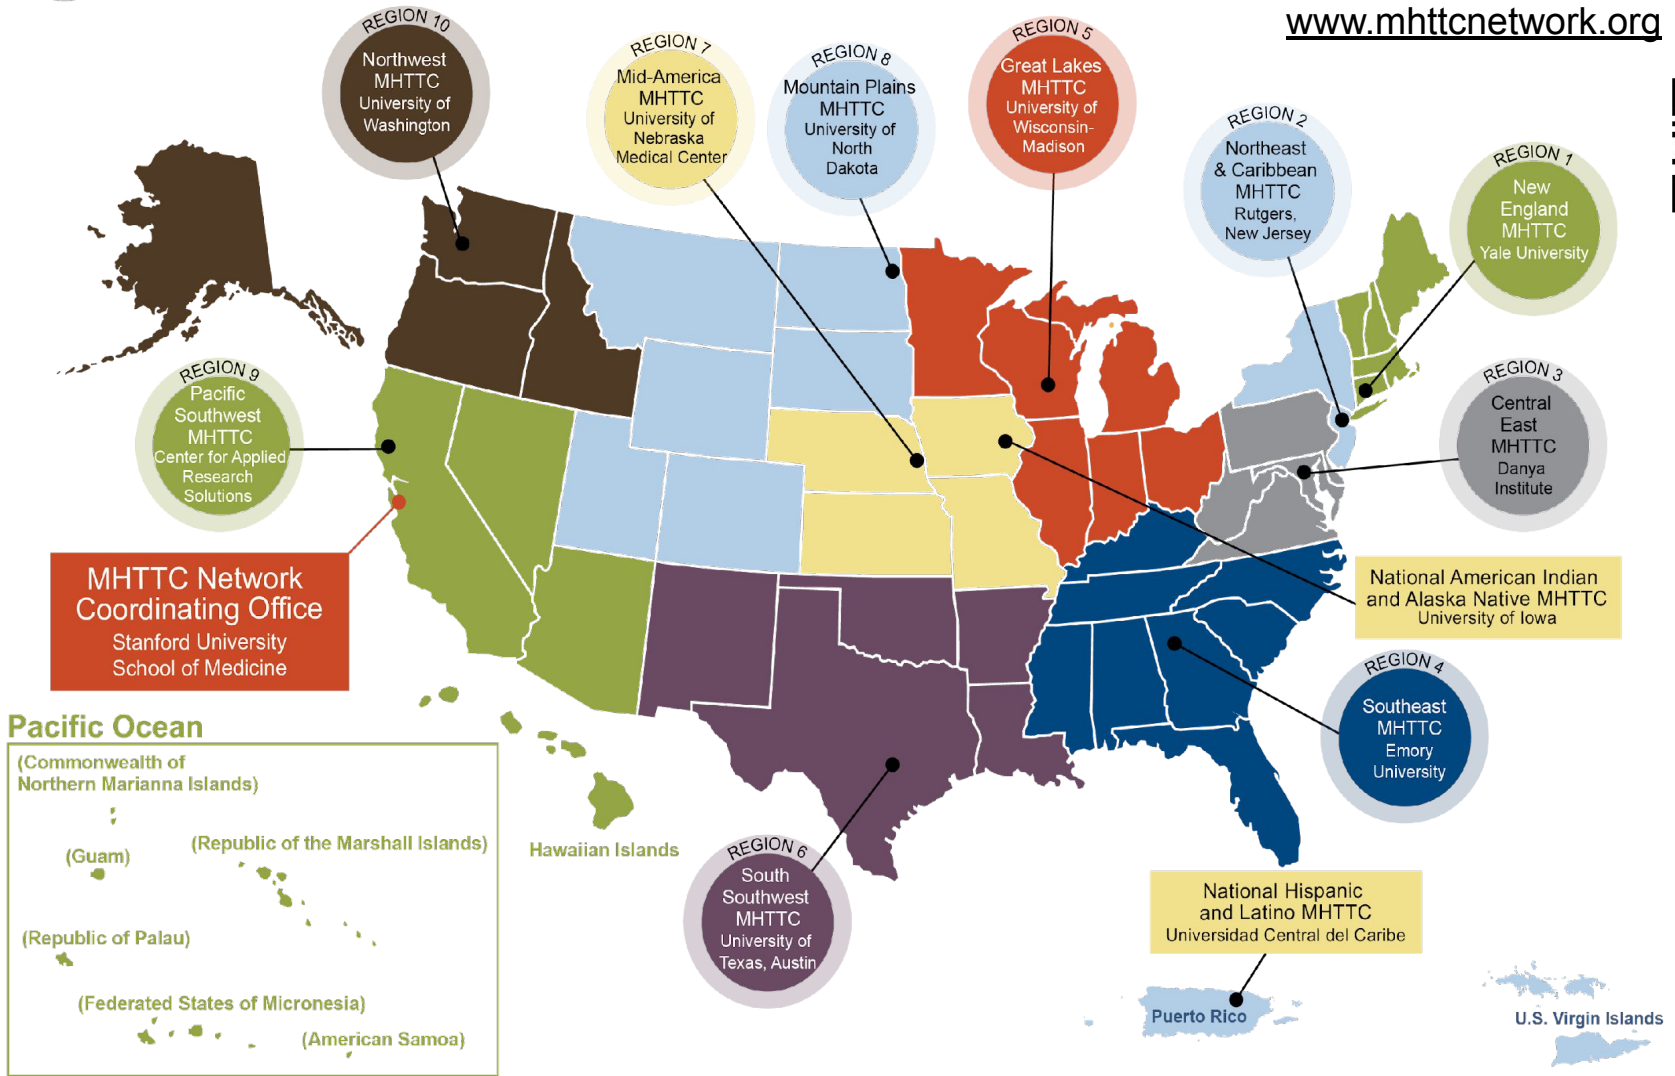 www.mhttcnetwork.org
REGION 10
Northwest
MHTTC
University of
Washington
REGION 7
Mid-America
MHTTC
University of
Nebraska
Medical Center
REGION 8
Mountain Plains
MHTTC
University of
North
Dakota
REGION 5
Great Lakes
MHTTC
University of
Wisconsin-
Madison
REGION 2
Northeast
& Caribbean
MHTTC
Rutgers,
New Jersey
REGION 1
New
England
MHTTC
Yale University
REGION 9
Pacific
Southwest
MHTTC
Center for Applied
Research
Solutions
REGION 3
Central
East
MHTTC
Danya
Institute
MHTTC Network
Coordinating Office
Stanford University
School of Medicine
National American Indian
and Alaska Native MHTTC
University of Iowa
REGION 4
Southeast
MHTTC
Emory
University
Pacific Ocean
(Commonwealth of
Northern Marianna Islands)
(Guam)
(Republic of the Marshall Islands)
(Republic of Palau)
(Federated States of Micronesia)
(American Samoa)
Hawaiian Islands
REGION 6
South
Southwest
MHTTC
University of
Texas, Austin
National Hispanic
and Latino MHTTC
Universidad Central del Caribe
Puerto Rico
U.S. Virgin Islands